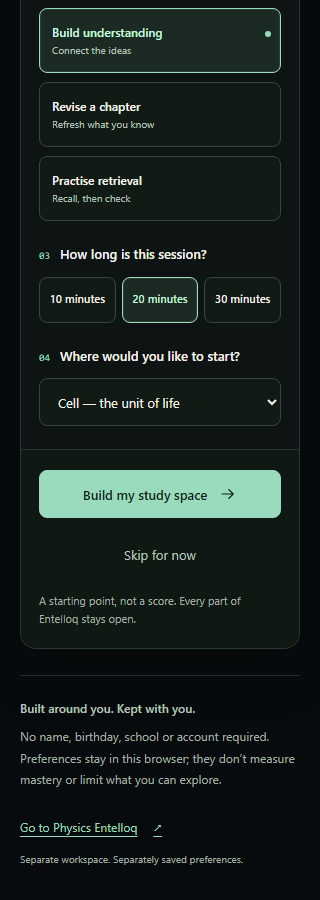 Build understanding
Connect the ideas
Revise a chapter
Refresh what you know
Practise retrieval
Recall, then check
03 How long is this session?
10 minutes 20 minutes 30 minutes
04 Where would you like to start?
Cell — the unit of life
Build my study space →
Skip for now
A starting point, not a score. Every part of
Entelloq stays open.
Built around you. Kept with you.
No name, birthday, school or account required.
Preferences stay in this browser; they don’t measure
mastery or limit what you can explore.
Go to Physics Entelloq ↗
Separate workspace. Separately saved preferences.